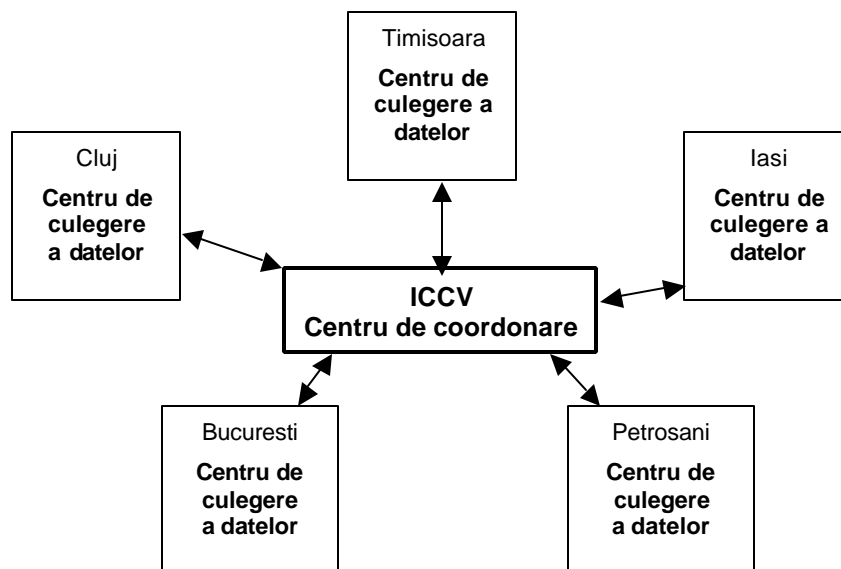 Timisoara
Centru de
culegere a
datelor
Cluj
Centru de
culegere
a datelor
Iasi
Centru de
culegere a
datelor
ICCV
Centru de coordonare
Bucuresti
Centru de
culegere
a datelor
Petrosani
Centru de
culegere
a datelor